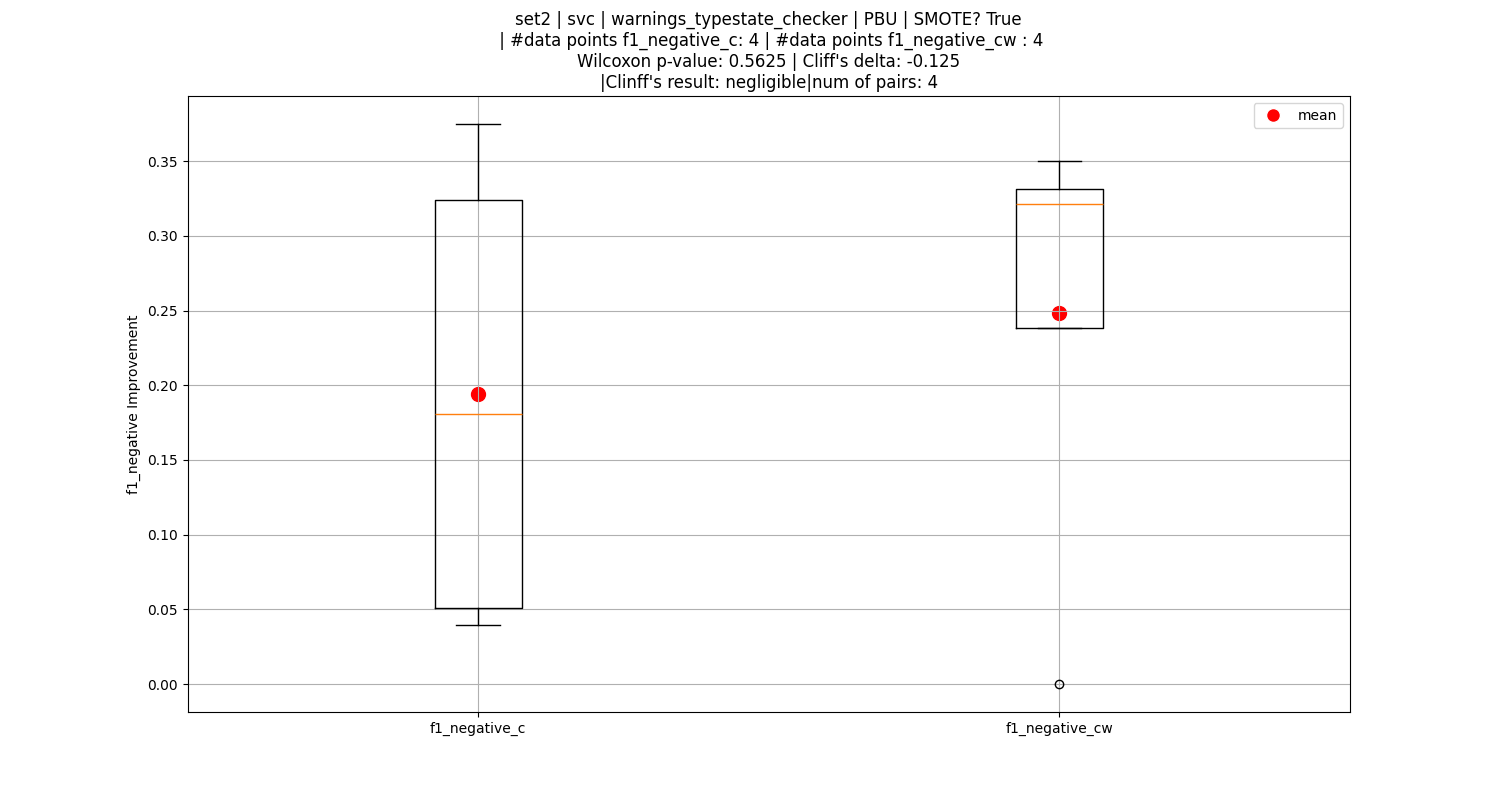 set2 | svc | warnings_typestate_checker | PBU | SMOTE? True
| #data points f1_negative_c: 4 | #data points f1_negative_cw : 4
Wilcoxon p-value: 0.5625 | Cliff's delta: -0.125
|Clinff's result: negligible|num of pairs: 4
mean
0.35
0.30
0.25
0.20
0.15
0.10
0.05
0.00
f1_negative Improvement
f1_negative_c
f1_negative_cw